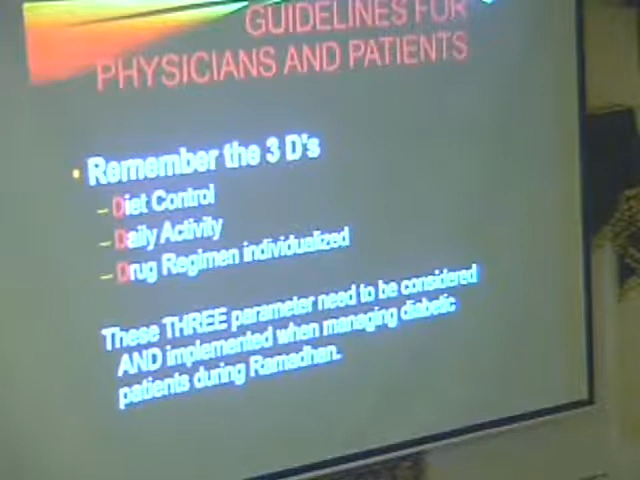 GUIDELINES FOR
PHYSICIANS AND PATIENTS
• Remember the 3 D's
– Diet Control
– Daily Activity
– Drug Regimen individualized
These THREE parameter need to be considered
AND implemented when managing diabetic
patients during Ramadhan.